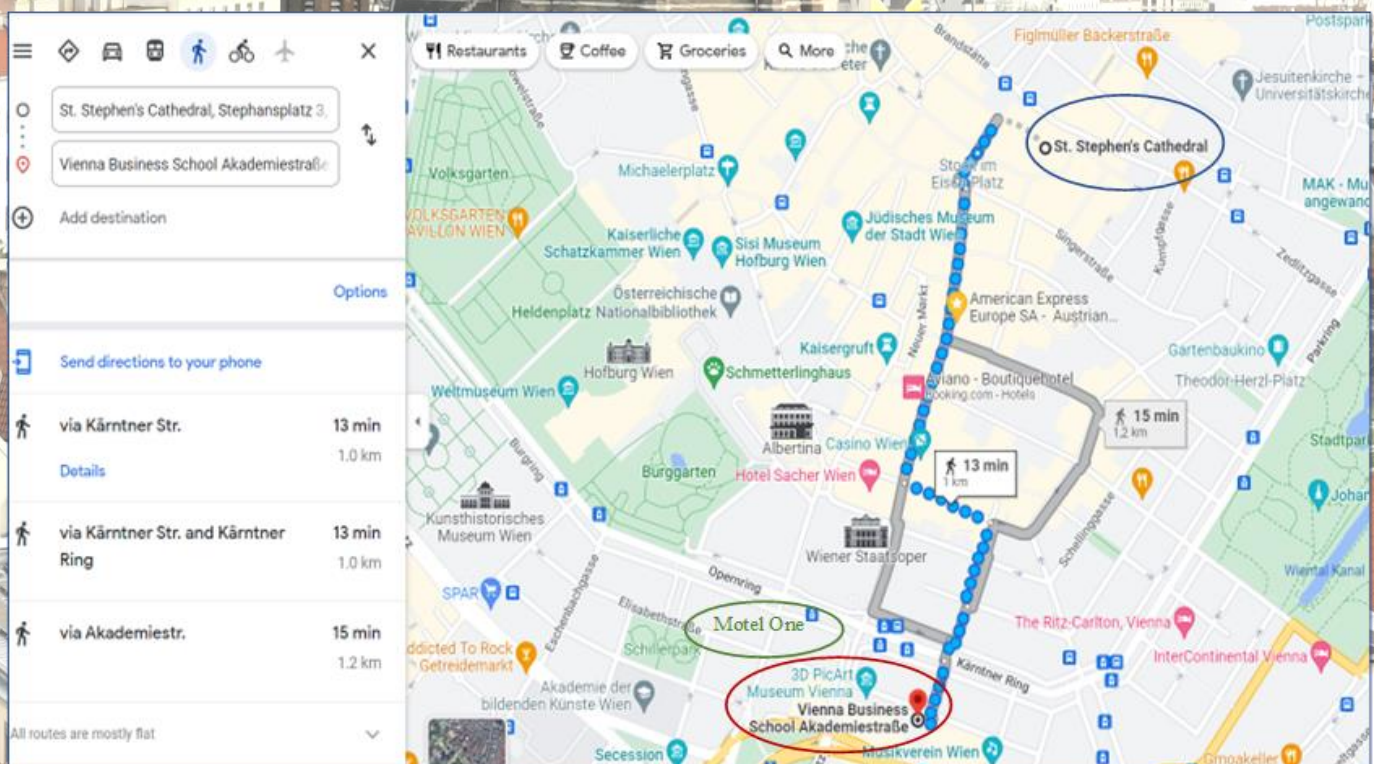 St. Stephen's Cathedral, Stephansplatz 3,
Vienna Business School Akademiestraße
Add destination
Options
Send directions to your phone
via Kärntner Str.
13 min
1.0 km
Details
via Kärntner Str. and Kärntner
Ring
13 min
1.0 km
via Akademiestr.
15 min
1.2 km
All routes are mostly flat
Restaurants
Coffee
Groceries
More
Brandstätte
Figlmüller Bäckerstraße
Postspark
Jesuitenkirche -
Universitätskirche
St. Stephen's Cathedral
Volksgarten
Michaelerplatz
Stock im
Eisen Platz
MAK - Mu
angewand
VOLKSGARTEN
PAVILLON WIEN
Jüdisches Museum
der Stadt Wien
Kaiserliche
Schatzkammer Wien
Sisi Museum
Hofburg Wien
Singerstraße
Kumpfgasse
Zedlitzgasse
Österreichische
Nationalbibliothek
Heldenplatz
American Express
Europe SA - Austrian...
Neuer Markt
Parkring
Hofburg Wien
Kaisergruft
Gartenbaukino
Schmetterlinghaus
Theodor-Herzl-Platz
Weltmuseum Wien
Aviano - Boutiquehotel
Booking.com - Hotels
15 min
1,2 km
Albertina
Casino Wien
Stadtpar
Burgring
Burggarten
Hotel Sacher Wien
13 min
1 km
Johan
Kunsthistorisches
Museum Wien
Schellinggasse
Wiener Staatsoper
Opernring
Wiental Kanal
SPAR
Eschenbachgasse
Elisabethstraße
Motel One
The Ritz-Carlton, Vienna
Schillerpark
ddicted To Rock
- Getreidemarkt
Kärntner Ring
InterContinental Vienna
3D PicArt
Museum Vienna
Akademie der
bildenden Künste Wien
Vienna Business
School Akademiestraße
Secession
Musikverein Wien
Gmoakeller